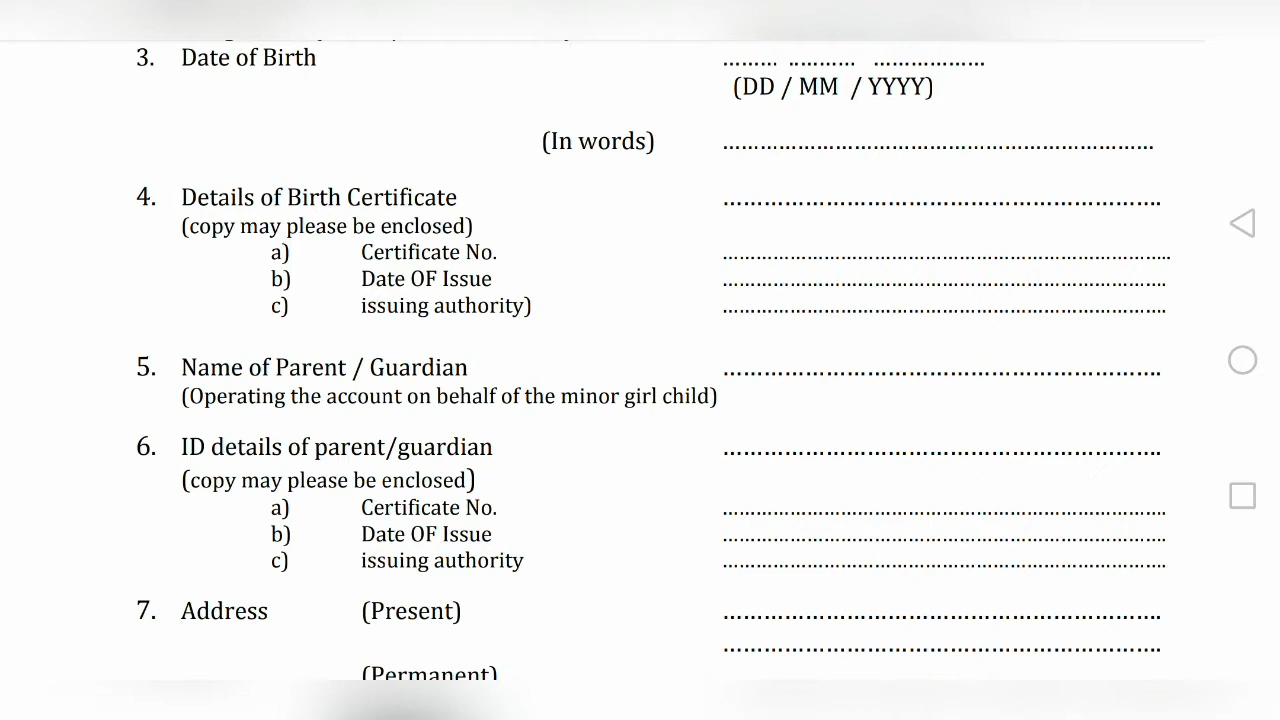 3. Date of Birth ......... ........... ..................
(DD / MM / YYYY)
(In words) ......................................................................
4. Details of Birth Certificate ......................................................................
(copy may please be enclosed)
a) Certificate No. ......................................................................
b) Date OF Issue ......................................................................
c) issuing authority) ......................................................................
5. Name of Parent / Guardian ......................................................................
(Operating the account on behalf of the minor girl child)
6. ID details of parent/guardian ......................................................................
(copy may please be enclosed)
a) Certificate No. ......................................................................
b) Date OF Issue ......................................................................
c) issuing authority ......................................................................
7. Address (Present) ......................................................................
......................................................................
(Permanent)